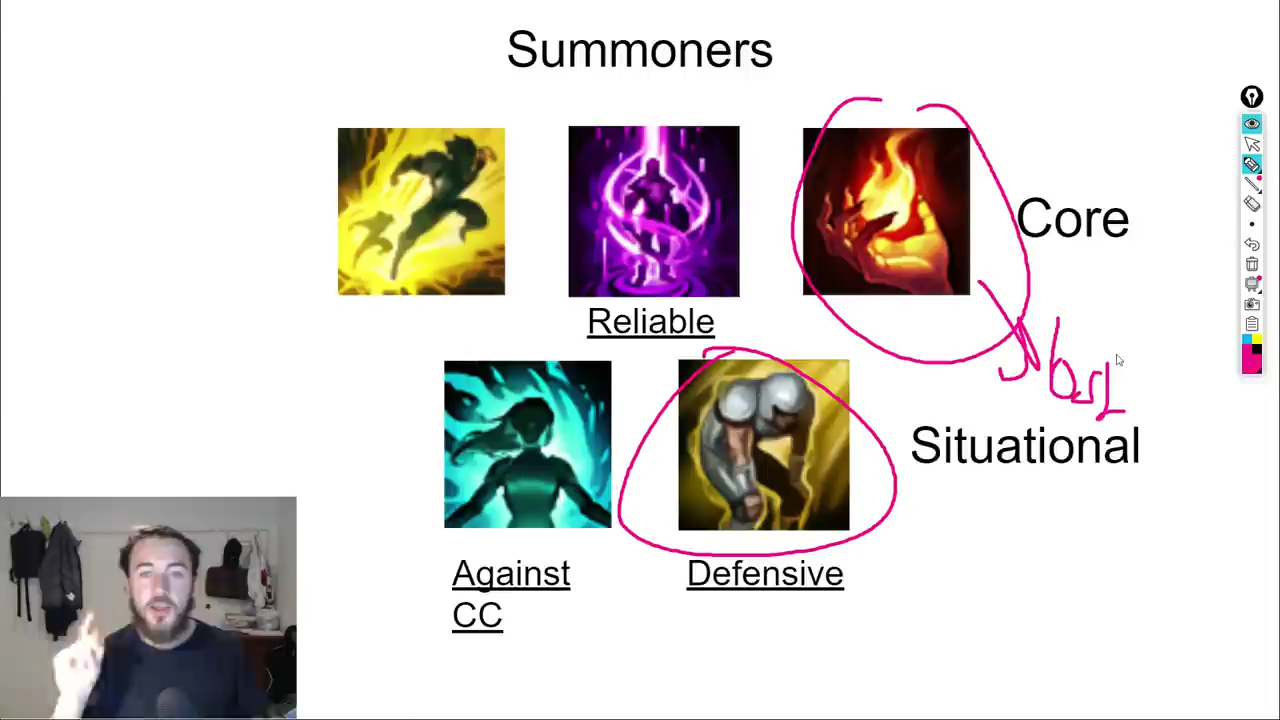 Summoners
Core
Reliable
Situational
Against
CC
Defensive